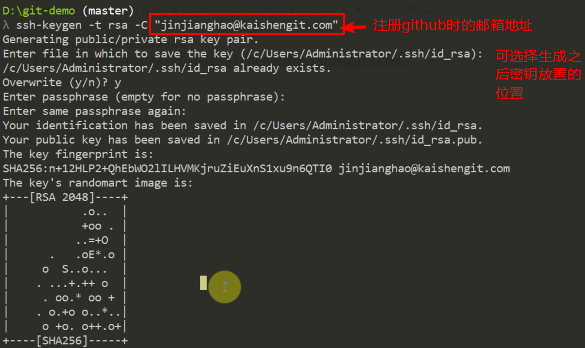 D:\git-demo (master)
λ ssh-keygen -t rsa -C "jinjianghao@kaishengit.com"
注册github时的邮箱地址
Generating public/private rsa key pair.
Enter file in which to save the key (/c/Users/Administrator/.ssh/id_rsa):
可选择生成之后密钥放置的位置
/c/Users/Administrator/.ssh/id_rsa already exists.
Overwrite (y/n)? y
Enter passphrase (empty for no passphrase):
Enter same passphrase again:
Your identification has been saved in /c/Users/Administrator/.ssh/id_rsa.
Your public key has been saved in /c/Users/Administrator/.ssh/id_rsa.pub.
The key fingerprint is:
SHA256:n+12HLP2+QhEbWO2lILHVMKjruZiEuXnS1xu9n6QTI0 jinjianghao@kaishengit.com
The key's randomart image is:
+---[RSA 2048]----+
|           .o..  |
|           +oo . |
|          ..=+O  |
|      .   .oE*.o |
|     o  S..o...  |
|    . ...+.++ o  |
|     . oo.* oo + |
|    . o.+o o..*..|
|     o +o. o++.o+|
+----[SHA256]-----+